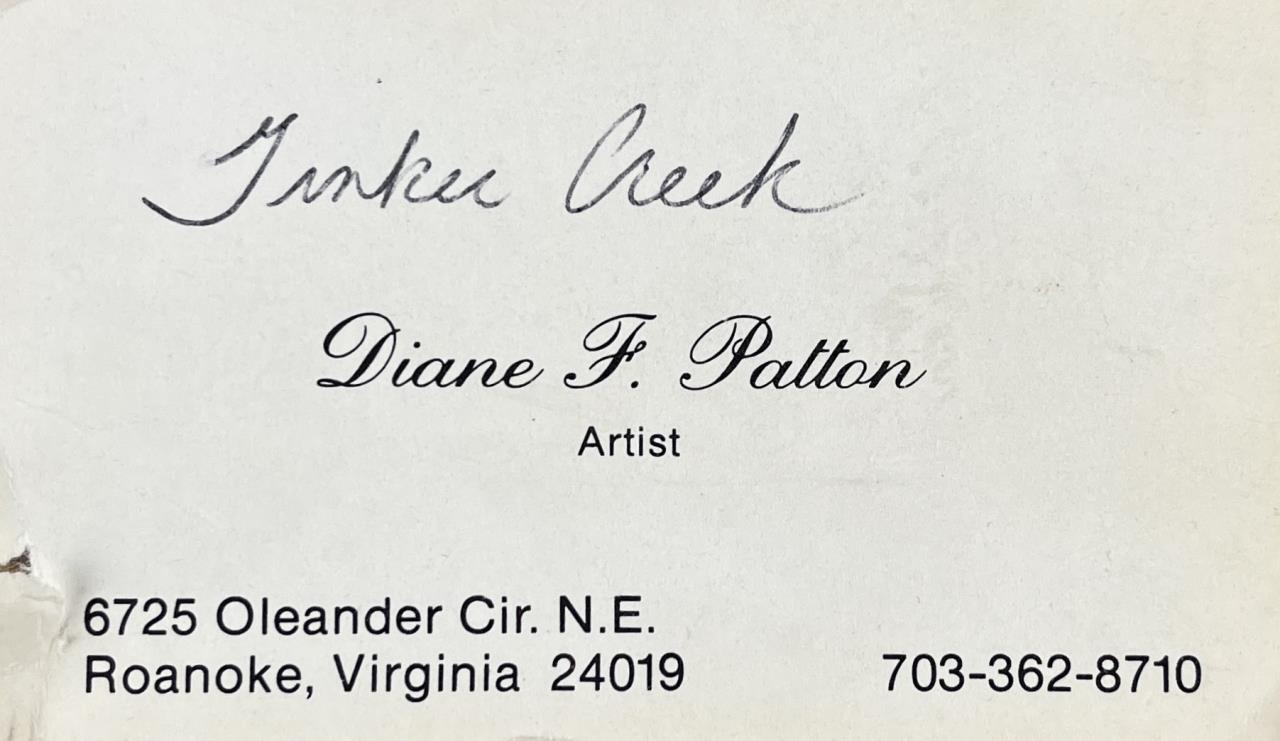 Tinker Creek
Diane F. Patton
Artist
6725 Oleander Cir. N.E.
Roanoke, Virginia 24019
703-362-8710